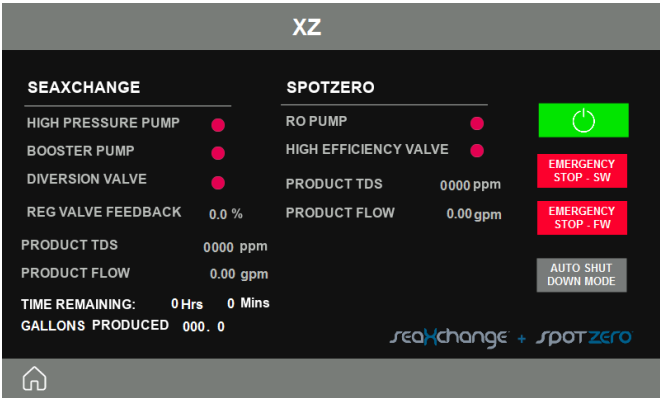 XZ
SEAXCHANGE
HIGH PRESSURE PUMP
BOOSTER PUMP
DIVERSION VALVE
REG VALVE FEEDBACK 0.0 %
PRODUCT TDS 0000 ppm
PRODUCT FLOW 0.00 gpm
TIME REMAINING: 0 Hrs 0 Mins
GALLONS PRODUCED 000. 0
SPOTZERO
RO PUMP
HIGH EFFICIENCY VALVE
PRODUCT TDS 0000 ppm
PRODUCT FLOW 0.00 gpm
EMERGENCY
STOP - SW
EMERGENCY
STOP - FW
AUTO SHUT
DOWN MODE
seaXchange + spotzero